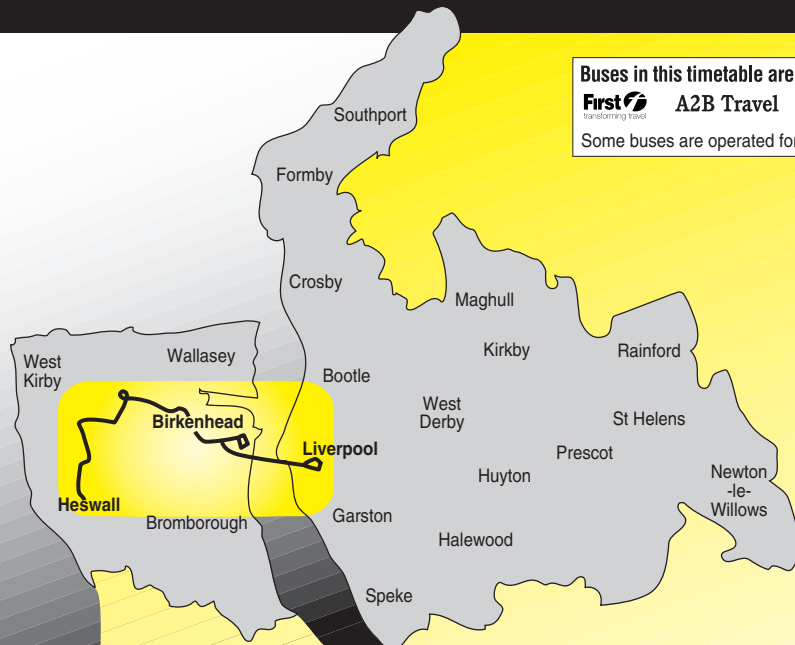 Buses in this timetable are
First
transforming travel
A2B Travel
Some buses are operated for
Southport
Formby
Crosby
Maghull
Kirkby
Rainford
West
Kirby
Wallasey
Bootle
West
Derby
St Helens
Birkenhead
Liverpool
Prescot
Huyton
Newton
-le-
Willows
Heswall
Bromborough
Garston
Halewood
Speke